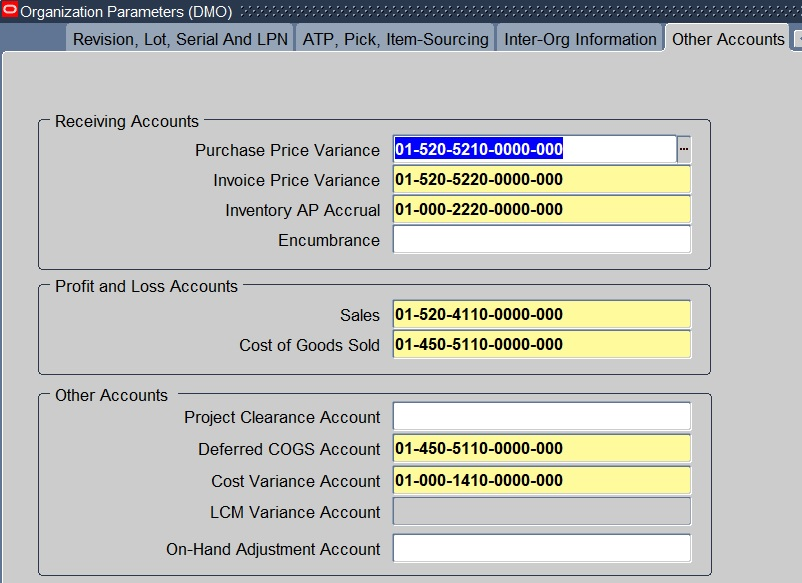 Organization Parameters (DMO)
Revision, Lot, Serial And LPN ATP, Pick, Item-Sourcing Inter-Org Information Other Accounts
Receiving Accounts
Purchase Price Variance 01-520-5210-0000-000 ...
Invoice Price Variance 01-520-5220-0000-000
Inventory AP Accrual 01-000-2220-0000-000
Encumbrance
Profit and Loss Accounts
Sales 01-520-4110-0000-000
Cost of Goods Sold 01-450-5110-0000-000
Other Accounts
Project Clearance Account
Deferred COGS Account 01-450-5110-0000-000
Cost Variance Account 01-000-1410-0000-000
LCM Variance Account
On-Hand Adjustment Account